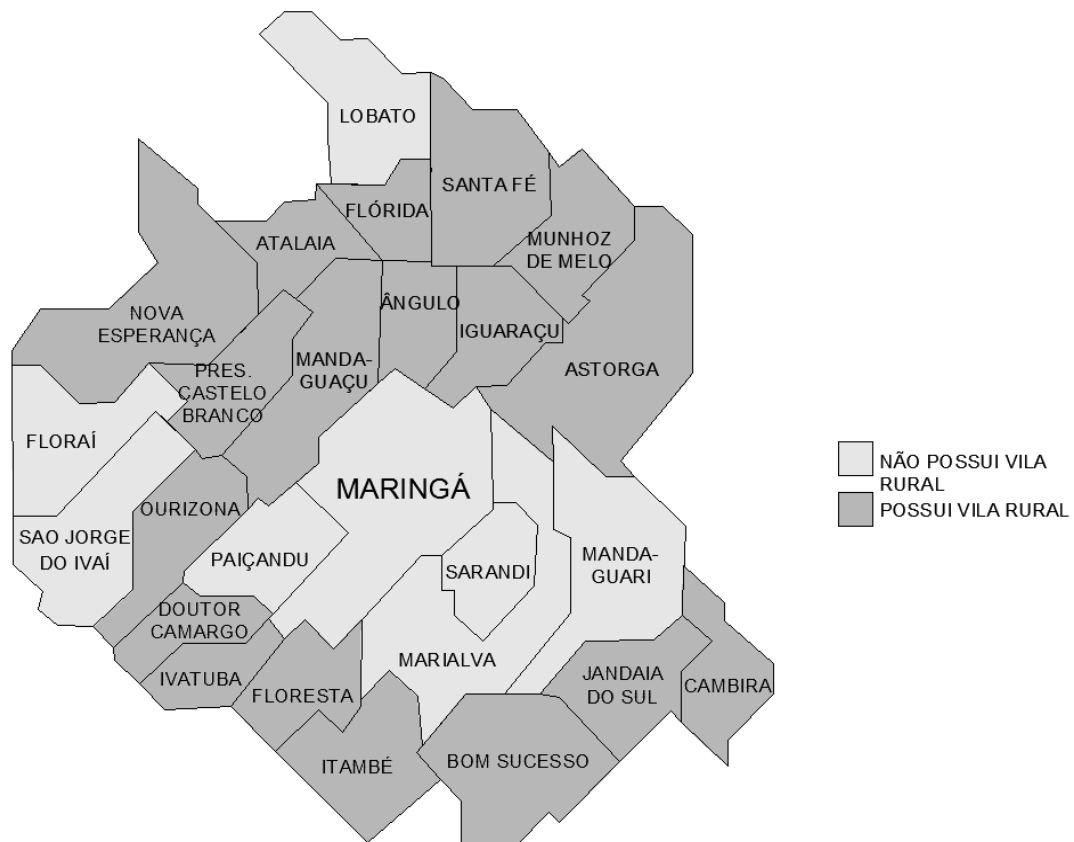 LOBATO
SANTA FÉ
FLÓRIDA
ATALAIA
MUNHOZ
DE MELO
NOVA
ESPERANÇA
ÂNGULO
IGUARAÇU
MANDA-
GUAÇU
PRES.
CASTELO
BRANCO
ASTORGA
FLORAÍ
MARINGÁ
OURIZONA
SAO JORGE
DO IVAÍ
PAIÇANDU
SARANDI
MANDA-
GUARI
DOUTOR
CAMARGO
IVATUBA
MARIALVA
FLORESTA
JANDAIA
DO SUL
CAMBIRA
ITAMBÉ
BOM SUCESSO
NÃO POSSUI VILA
RURAL
POSSUI VILA RURAL